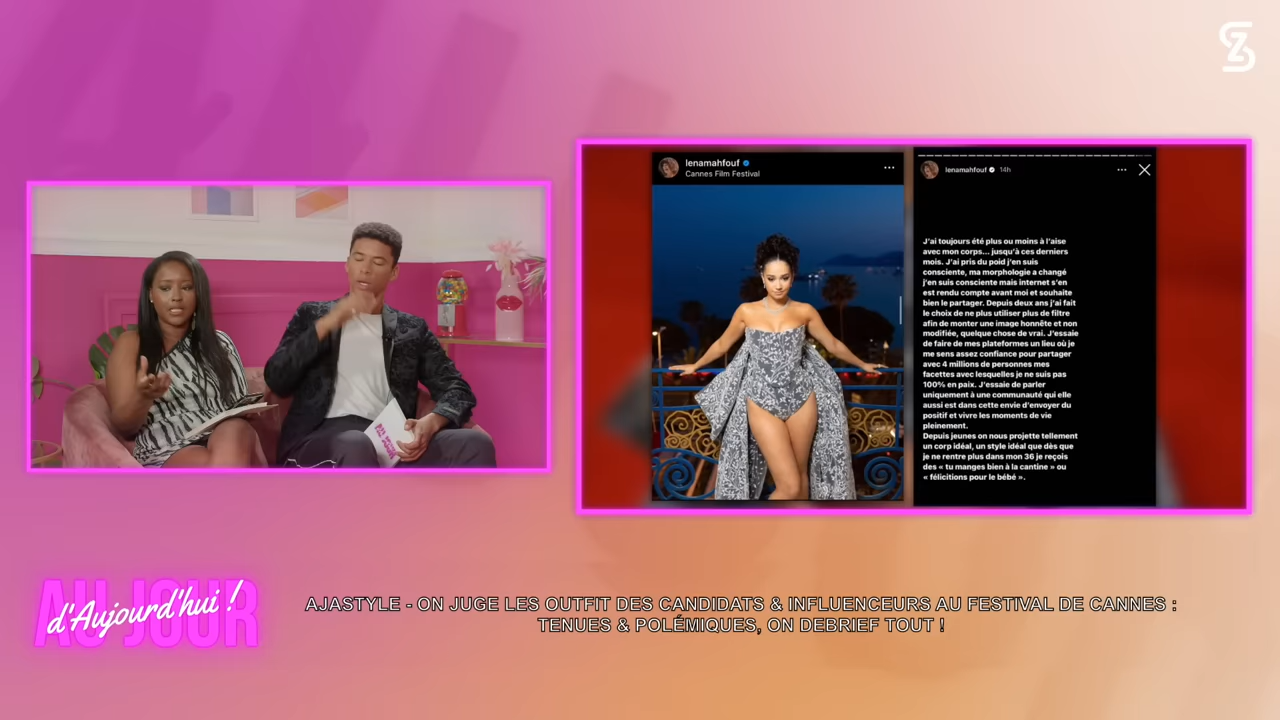 lenamahfouf
Cannes Film Festival
lenamahfouf 14h
J'ai toujours été plus ou moins à l'aise
avec mon corps... jusqu'à ces derniers
mois. J'ai pris du poid j'en suis
consciente, ma morphologie a changé
j'en suis consciente mais internet s'en
est rendu compte avant moi et souhaite
bien le partager. Depuis deux ans j'ai fait
le choix de ne plus utiliser plus de filtre
afin de monter une image honnête et non
modifiée, quelque chose de vrai. J'essaie
de faire de mes plateformes un lieu où je
me sens assez confiance pour partager
avec 4 millions de personnes mes
facettes avec lesquelles je ne suis pas
100% en paix. J'essaie de parler
uniquement à une communauté qui elle
aussi est dans cette envie d'envoyer du
positif et vivre les moments de vie
pleinement.
Depuis jeunes on nous projette tellement
un corp idéal, un style idéal que dès que
je ne rentre plus dans mon 36 je reçois
des « tu manges bien à la cantine » ou
« félicitions pour le bébé ».
AU JOUR
d'Aujourd'hui !
AJASTYLE - ON JUGE LES OUTFIT DES CANDIDATS & INFLUENCEURS AU FESTIVAL DE CANNES :
TENUES & POLÉMIQUES, ON DEBRIEF TOUT !